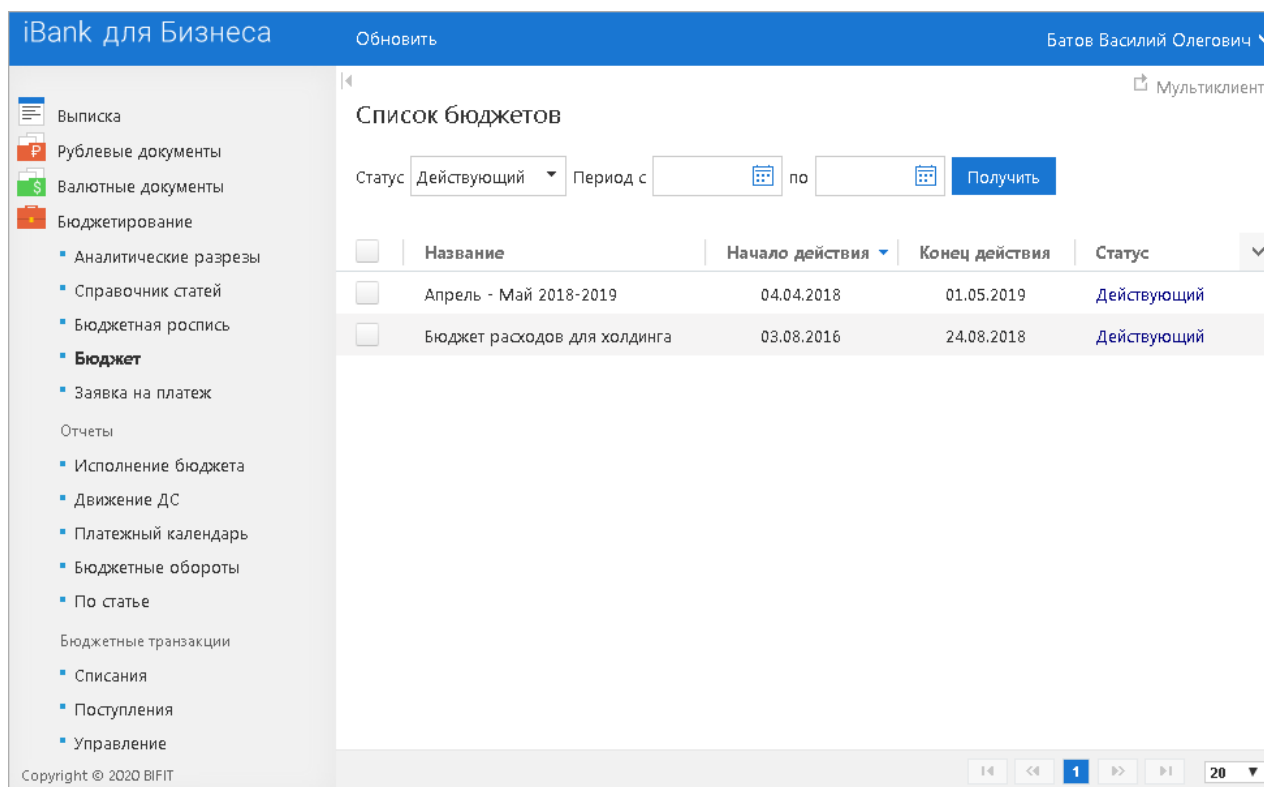 iBank для Бизнеса
Обновить
Батов Василий Олегович
Мультиклиент
Выписка
Рублевые документы
Валютные документы
Бюджетирование
Аналитические разрезы
Справочник статей
Бюджетная роспись
Бюджет
Заявка на платеж
Отчеты
Исполнение бюджета
Движение ДС
Платежный календарь
Бюджетные обороты
По статье
Бюджетные транзакции
Списания
Поступления
Управление
Copyright © 2020 BIFIT
Список бюджетов
Статус Действующий Период с по Получить
Название Начало действия Конец действия Статус
Апрель - Май 2018-2019 04.04.2018 01.05.2019 Действующий
Бюджет расходов для холдинга 03.08.2016 24.08.2018 Действующий
1 20